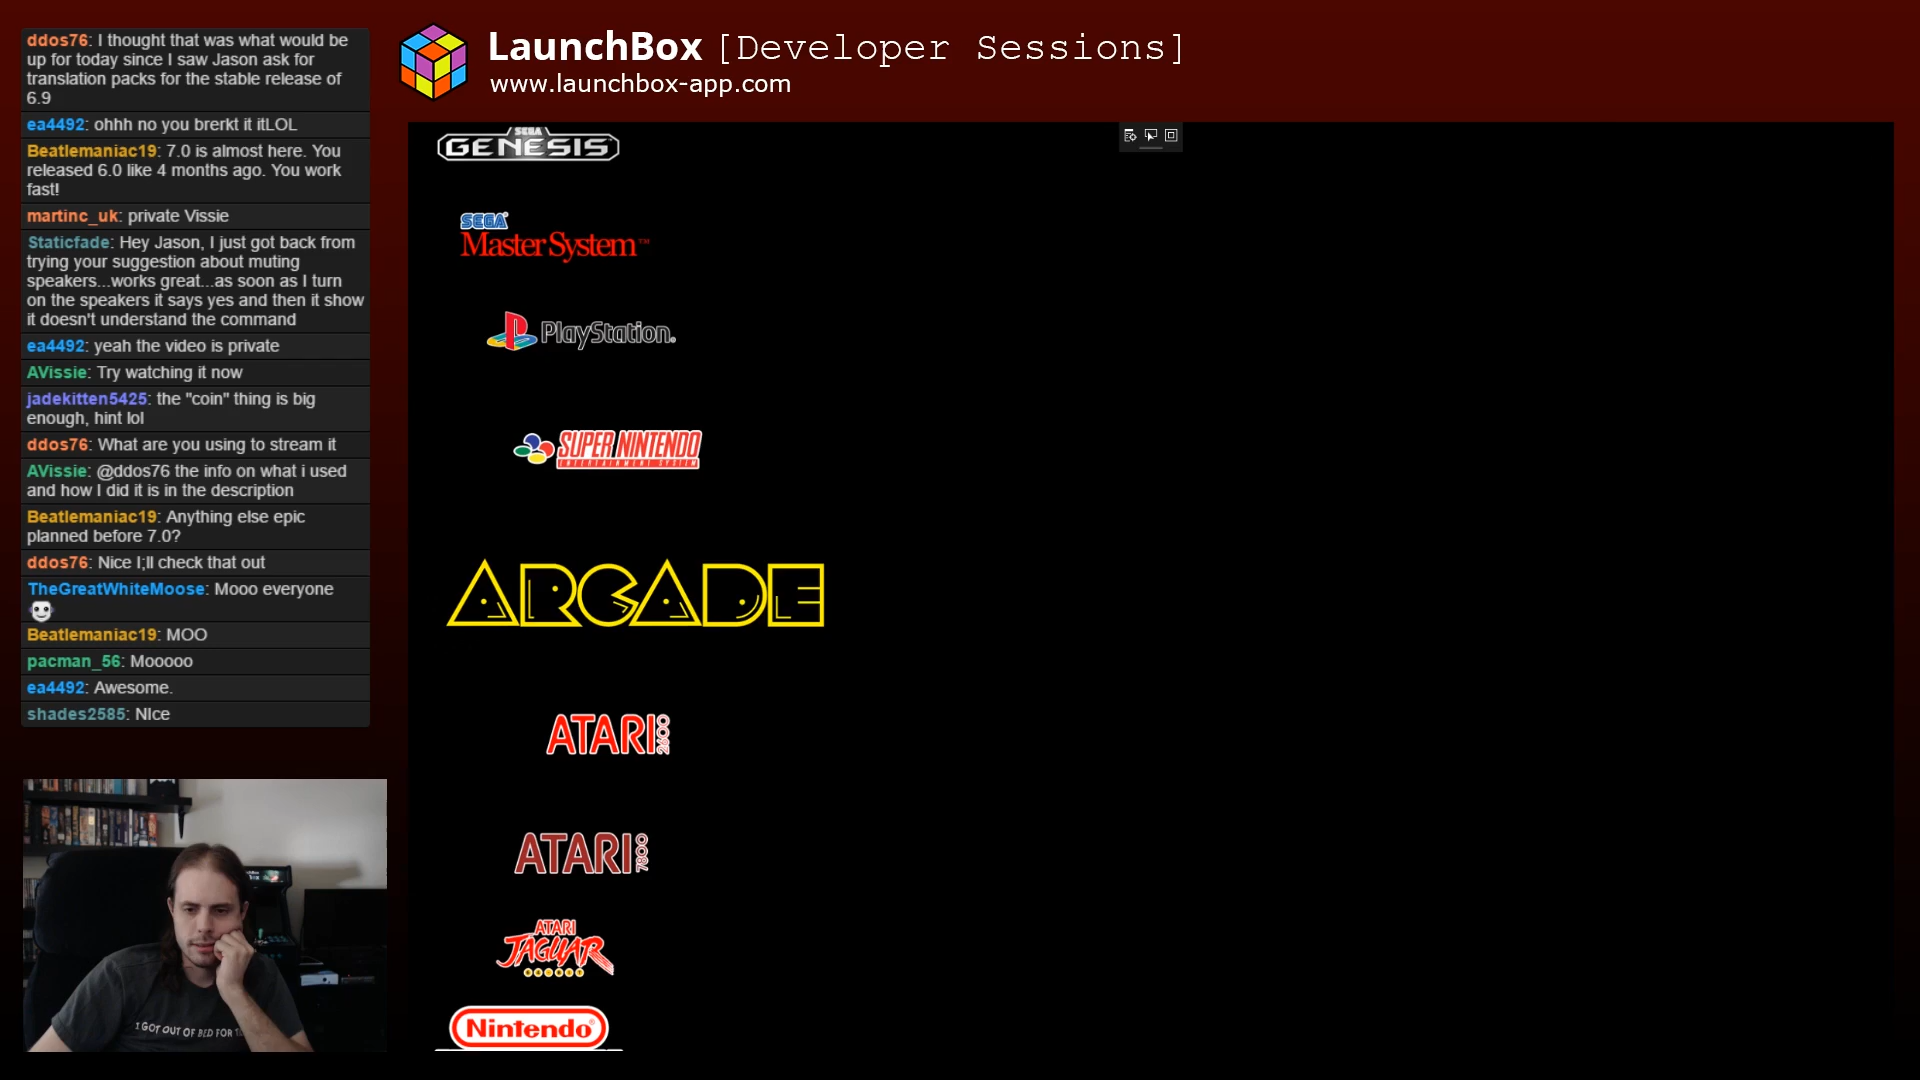 ddos76: I thought that was what would be
up for today since I saw Jason ask for
translation packs for the stable release of
6.9
ea4492: ohhh no you brerkt it itLOL
Beatlemaniac19: 7.0 is almost here. You
released 6.0 like 4 months ago. You work
fast!
martinc_uk: private Vissie
Staticfade: Hey Jason, I just got back from
trying your suggestion about muting
speakers...works great...as soon as I turn
on the speakers it says yes and then it show
it doesn't understand the command
ea4492: yeah the video is private
AVissie: Try watching it now
jadekitten5425: the "coin" thing is big
enough, hint lol
ddos76: What are you using to stream it
AVissie: @ddos76 the info on what i used
and how I did it is in the description
Beatlemaniac19: Anything else epic
planned before 7.0?
ddos76: Nice I;ll check that out
TheGreatWhiteMoose: Mooo everyone
Beatlemaniac19: MOO
pacman_56: Mooooo
ea4492: Awesome.
shades2585: NIce
LaunchBox [Developer Sessions]
www.launchbox-app.com
SEGA
GENESIS
SEGA
Master System™
PlayStation.
SUPER NINTENDO
ENTERTAINMENT SYSTEM
ARCADE
ATARI 2600
ATARI 7800
ATARI
JAGUAR
Nintendo®
I GOT OUT OF BED FOR